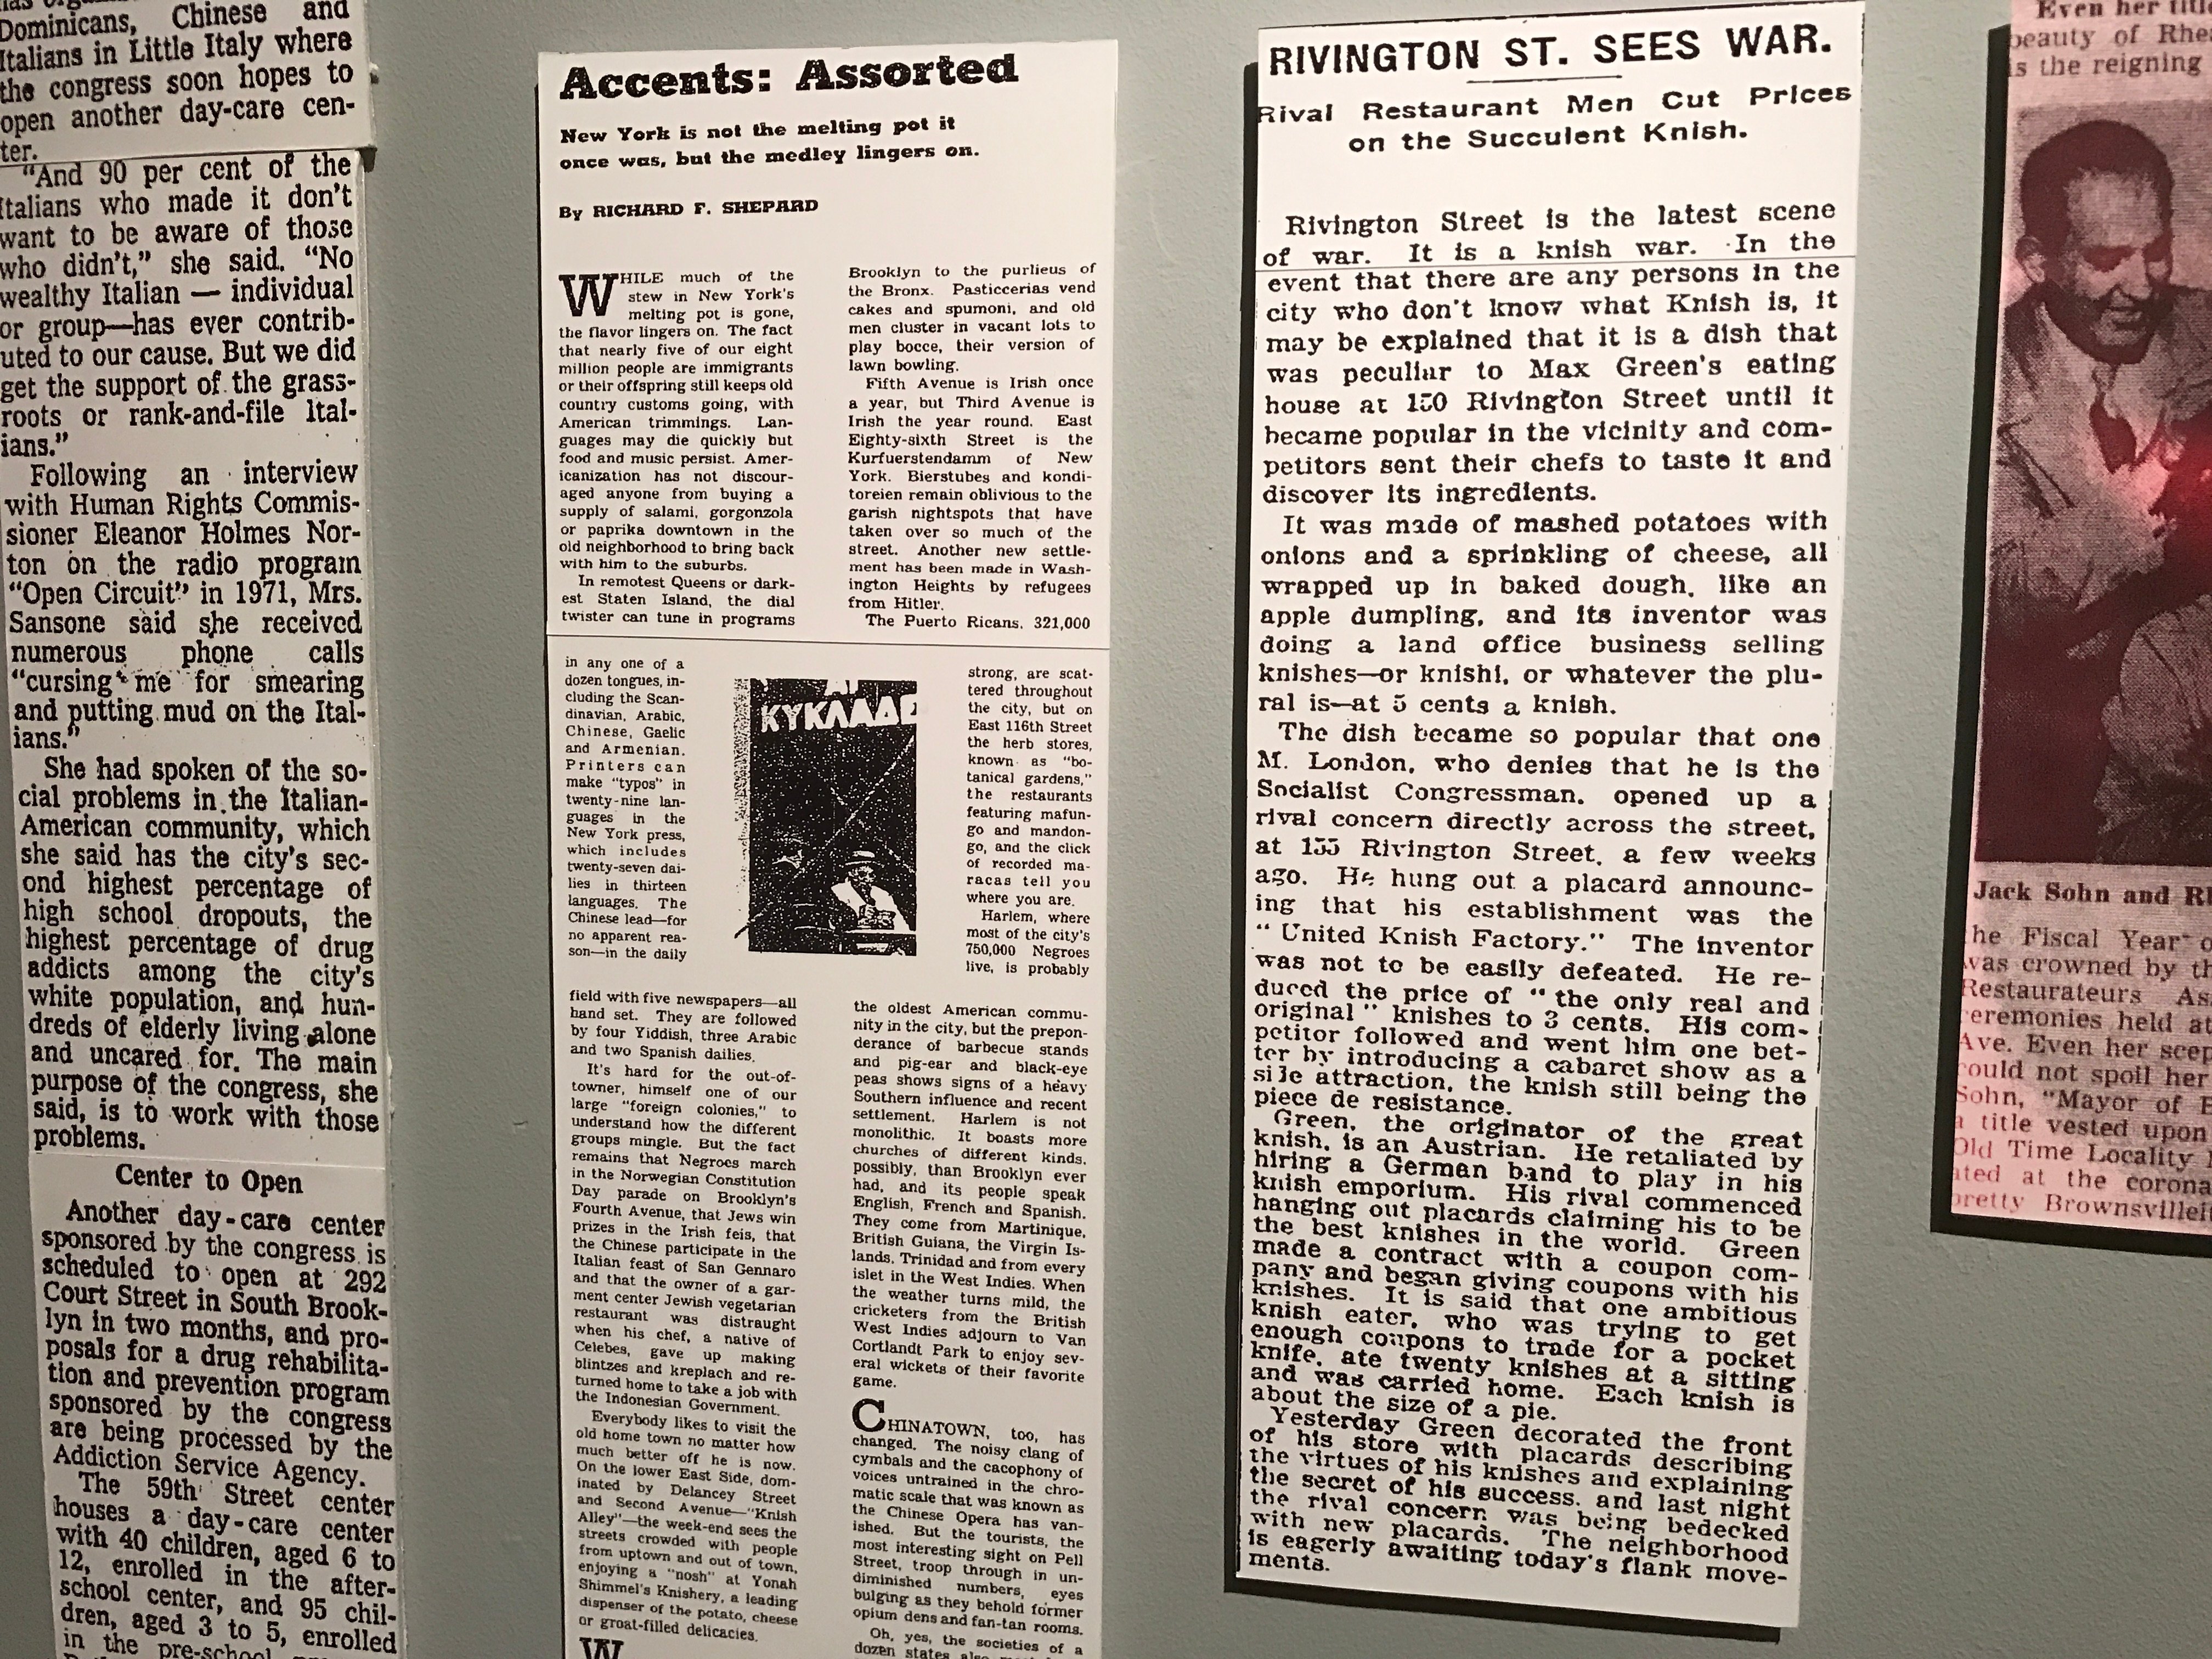 Dominicans, Chinese and
Italians in Little Italy where
the congress soon hopes to
open another day-care cen-
ter.
"And 90 per cent of the
Italians who made it don't
want to be aware of those
who didn't," she said. "No
wealthy Italian — individual
or group—has ever contrib-
uted to our cause. But we did
get the support of the grass-
roots or rank-and-file Ital-
ians."
Following an interview
with Human Rights Commis-
sioner Eleanor Holmes Nor-
ton on the radio program
"Open Circuit" in 1971, Mrs.
Sansone said she received
numerous phone calls
"cursing me for smearing
and putting mud on the Ital-
ians."
She had spoken of the so-
cial problems in the Italian-
American community, which
she said has the city's sec-
ond highest percentage of
high school dropouts, the
highest percentage of drug
addicts among the city's
white population, and hun-
dreds of elderly living alone
and uncared for. The main
purpose of the congress, she
said, is to work with those
problems.
Center to Open
Another day-care center
sponsored by the congress is
scheduled to open at 292
Court Street in South Brook-
lyn in two months, and pro-
posals for a drug rehabilita-
tion and prevention program
sponsored by the congress
are being processed by the
Addiction Service Agency.
The 59th Street center
houses a day-care center
with 40 children, aged 6 to
12, enrolled in the after-
school center, and 95 chil-
dren, aged 3 to 5, enrolled
in the pre-school
Accents: Assorted
New York is not the melting pot it
once was, but the medley lingers on.
By RICHARD F. SHEPARD
WHILE much of the
stew in New York's
melting pot is gone,
the flavor lingers on. The fact
that nearly five of our eight
million people are immigrants
or their offspring still keeps old
country customs going, with
American trimmings. Lan-
guages may die quickly but
food and music persist. Amer-
icanization has not discour-
aged anyone from buying a
supply of salami, gorgonzola
or paprika downtown in the
old neighborhood to bring back
with him to the suburbs.
In remotest Queens or dark-
est Staten Island, the dial
twister can tune in programs
in any one of a
dozen tongues, in-
cluding the Scan-
dinavian, Arabic,
Chinese, Gaelic
and Armenian.
Printers can
make "typos" in
twenty-nine lan-
guages in the
New York press,
which includes
twenty-seven dai-
lies in thirteen
languages. The
Chinese lead—for
no apparent rea-
son—in the daily
field with five newspapers—all
hand set. They are followed
by four Yiddish, three Arabic
and two Spanish dailies.
It's hard for the out-of-
towner, himself one of our
large "foreign colonies," to
understand how the different
groups mingle. But the fact
remains that Negroes march
in the Norwegian Constitution
Day parade on Brooklyn's
Fourth Avenue, that Jews win
prizes in the Irish feis, that
the Chinese participate in the
Italian feast of San Gennaro
and that the owner of a gar-
ment center Jewish vegetarian
restaurant was distraught
when his chef, a native of
Celebes, gave up making
blintzes and kreplach and re-
turned home to take a job with
the Indonesian Government.
Everybody likes to visit the
old home town no matter how
much better off he is now.
On the lower East Side, dom-
inated by Delancey Street
and Second Avenue—"Knish
Alley"—the week-end sees the
streets crowded with people
from uptown and out of town,
enjoying a "nosh" at Yonah
Shimmel's Knishery, a leading
dispenser of the potato, cheese
or groat-filled delicacies.
W
Brooklyn to the purlieus of
the Bronx. Pasticcerias vend
cakes and spumoni, and old
men cluster in vacant lots to
play bocce, their version of
lawn bowling.
Fifth Avenue is Irish once
a year, but Third Avenue is
Irish the year round. East
Eighty-sixth Street is the
Kurfuerstendamm of New
York. Bierstubes and kondi-
toreien remain oblivious to the
garish nightspots that have
taken over so much of the
street. Another new settle-
ment has been made in Wash-
ington Heights by refugees
from Hitler.
The Puerto Ricans, 321,000
ΚΥΚΛΑΔΕ
strong, are scat-
tered throughout
the city, but on
East 116th Street
the herb stores,
known as "bo-
tanical gardens,"
the restaurants
featuring mafun-
go and mandon-
go, and the click
of recorded ma-
racas tell you
where you are.
Harlem, where
most of the city's
750,000 Negroes
live, is probably
the oldest American commu-
nity in the city, but the prepon-
derance of barbecue stands
and pig-ear and black-eye
peas shows signs of a heavy
Southern influence and recent
settlement. Harlem is not
monolithic. It boasts more
churches of different kinds,
possibly, than Brooklyn ever
had, and its people speak
English, French and Spanish.
They come from Martinique,
British Guiana, the Virgin Is-
lands, Trinidad and from every
islet in the West Indies. When
the weather turns mild, the
cricketers from the British
West Indies adjourn to Van
Cortlandt Park to enjoy sev-
eral wickets of their favorite
game.
CHINATOWN, too, has
changed. The noisy clang of
cymbals and the cacophony of
voices untrained in the chro-
matic scale that was known as
the Chinese Opera has van-
ished. But the tourists, the
most interesting sight on Pell
Street, troop through in un-
diminished numbers, eyes
bulging as they behold former
opium dens and fan-tan rooms.
Oh, yes, the societies of a
dozen states also
RIVINGTON ST. SEES WAR.
Rival Restaurant Men Cut Prices
on the Succulent Knish.
Rivington Street is the latest scene
of war. It is a knish war. In the
event that there are any persons in the
city who don't know what Knish is, it
may be explained that it is a dish that
was peculiar to Max Green's eating
house at 150 Rivington Street until it
became popular in the vicinity and com-
petitors sent their chefs to taste it and
discover its ingredients.
It was made of mashed potatoes with
onions and a sprinkling of cheese, all
wrapped up in baked dough, like an
apple dumpling, and its inventor was
doing a land office business selling
knishes—or knishi, or whatever the plu-
ral is—at 5 cents a knish.
The dish became so popular that one
M. London, who denies that he is the
Socialist Congressman, opened up a
rival concern directly across the street,
at 155 Rivington Street, a few weeks
ago. He hung out a placard announc-
ing that his establishment was the
"United Knish Factory." The inventor
was not to be easily defeated. He re-
duced the price of "the only real and
original" knishes to 3 cents. His com-
petitor followed and went him one bet-
ter by introducing a cabaret show as a
side attraction, the knish still being the
piece de resistance.
Green, the originator of the great
knish, is an Austrian. He retaliated by
hiring a German band to play in his
knish emporium. His rival commenced
hanging out placards claiming his to be
the best knishes in the world. Green
made a contract with a coupon com-
pany and began giving coupons with his
knishes. It is said that one ambitious
knish eater, who was trying to get
enough coupons to trade for a pocket
knife, ate twenty knishes at a sitting
and was carried home. Each knish is
about the size of a pie.
Yesterday Green decorated the front
of his store with placards describing
the virtues of his knishes and explaining
the secret of his success, and last night
the rival concern was being bedecked
with new placards. The neighborhood
is eagerly awaiting today's flank move-
ments.
Even her
beauty of
is the reigning
Jack Sohn and
the Fiscal Year
was crowned by
Restaurateurs
ceremonies held at
Ave. Even her
could not spoil her
Sohn, "Mayor of
a title vested upon
Old Time Locality
at the
pretty